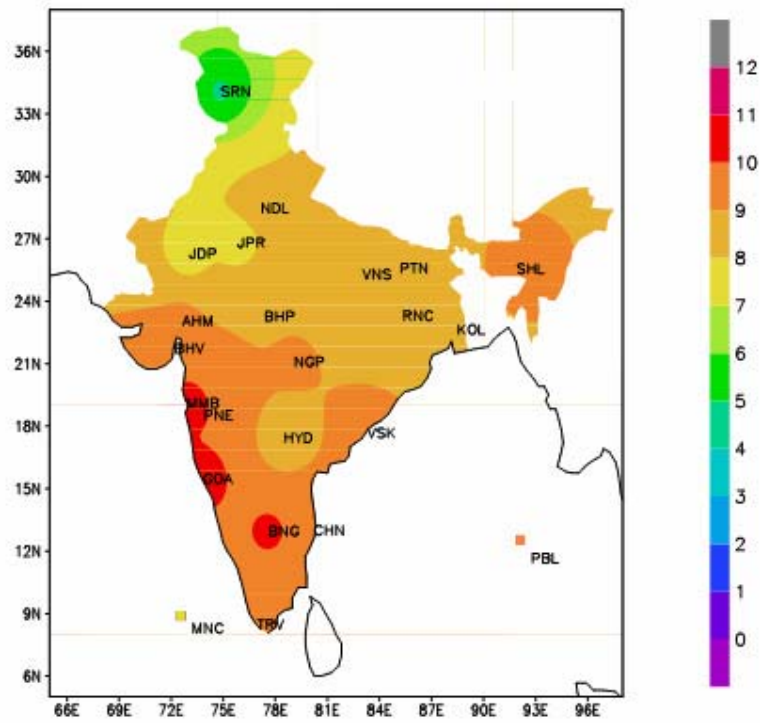 36N
33N
30N
27N
24N
21N
18N
15N
12N
9N
6N
SRN
NDL
JDP
JPR
VNS
PTN
SHL
AHM
BHP
RNC
KOL
BHV
NGP
MMB
PNE
HYD
VSK
GOA
BNG
CHN
PBL
MNC
TRV
66E 69E 72E 75E 78E 81E 84E 87E 90E 93E 96E
12
11
10
9
8
7
6
5
4
3
2
1
0